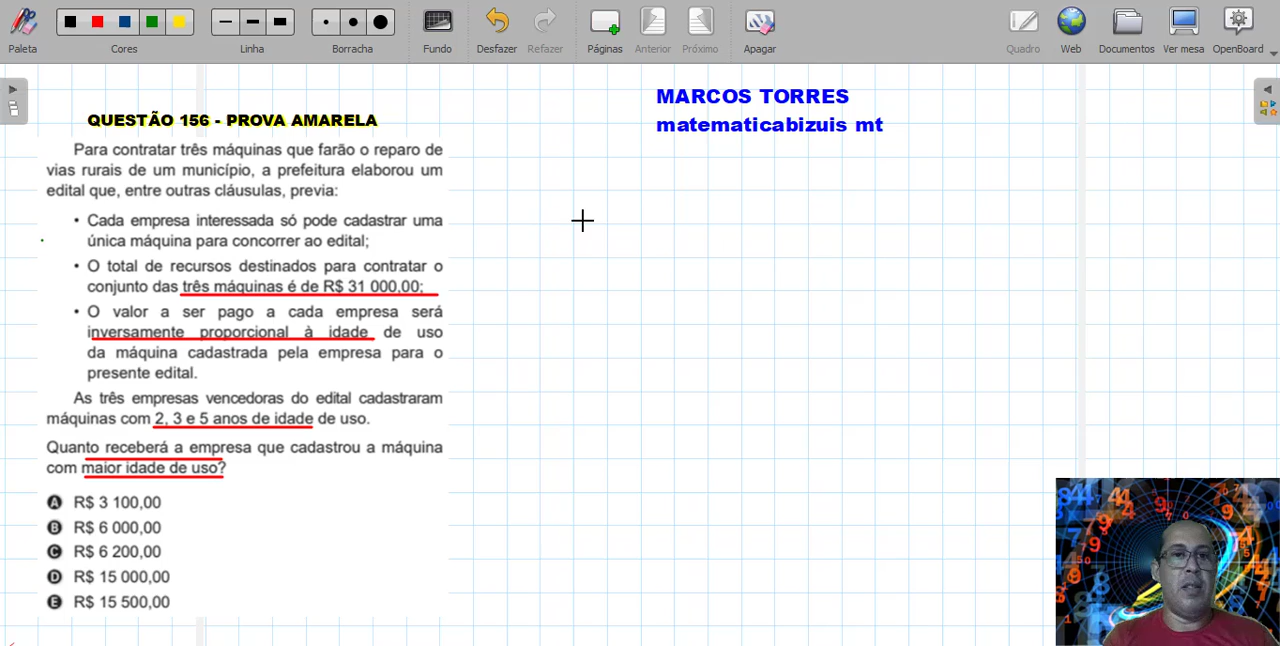 Paleta
Cores
Linha
Borracha
Fundo
Desfazer
Refazer
Páginas
Anterior
Próximo
Apagar
Quadro
Web
Documentos
Ver mesa
OpenBoard
MARCOS TORRES
matematicabizuis mt
QUESTÃO 156 - PROVA AMARELA
Para contratar três máquinas que farão o reparo de
vias rurais de um município, a prefeitura elaborou um
edital que, entre outras cláusulas, previa:
• Cada empresa interessada só pode cadastrar uma
única máquina para concorrer ao edital;
• O total de recursos destinados para contratar o
conjunto das três máquinas é de R$ 31 000,00;
• O valor a ser pago a cada empresa será
inversamente proporcional à idade de uso
da máquina cadastrada pela empresa para o
presente edital.
As três empresas vencedoras do edital cadastraram
máquinas com 2, 3 e 5 anos de idade de uso.
Quanto receberá a empresa que cadastrou a máquina
com maior idade de uso?
A R$ 3 100,00
B R$ 6 000,00
C R$ 6 200,00
D R$ 15 000,00
E R$ 15 500,00